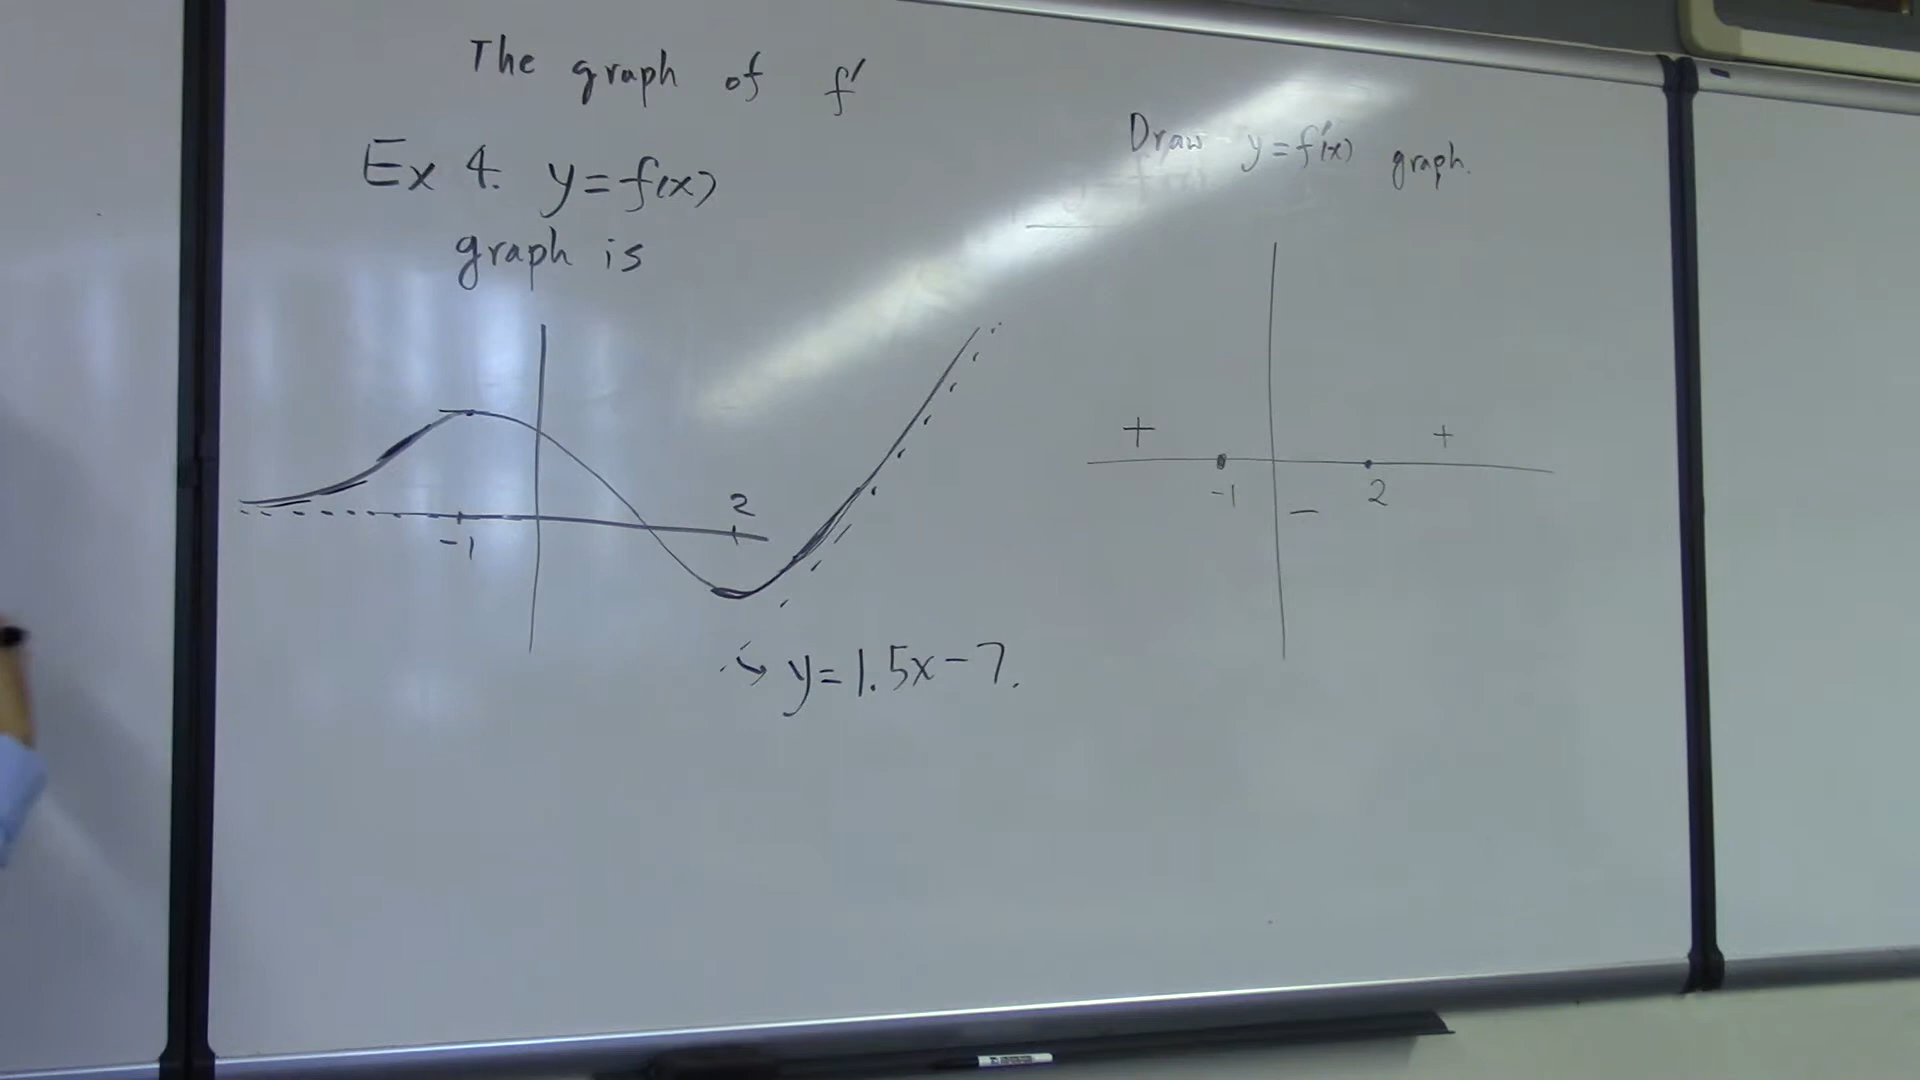 The graph of f'
Ex 4. y=f(x)
graph is
-1
2
y=1.5x-7.
Draw y=f'(x) graph.
+ +
-1 2
−